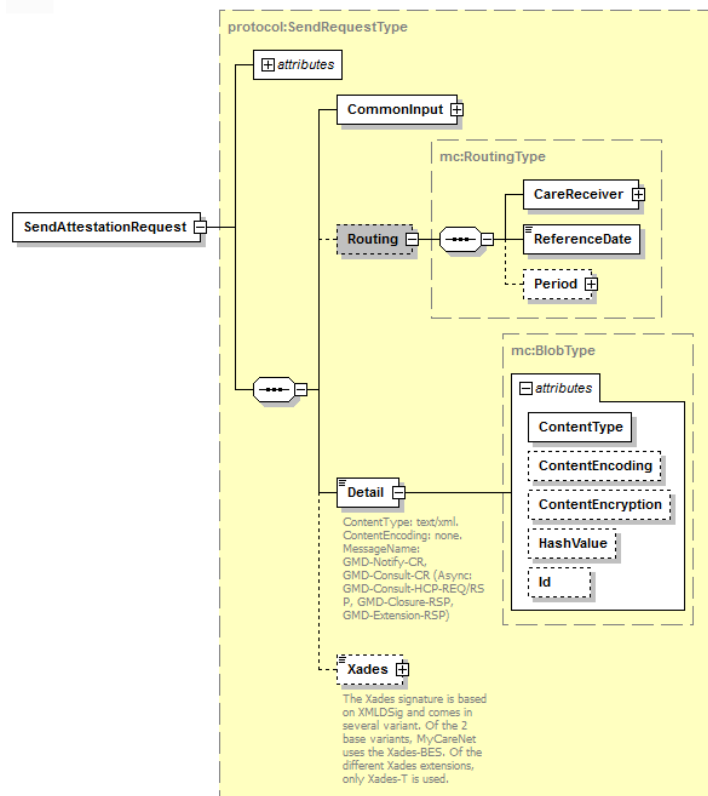 protocol:SendRequestType
attributes
CommonInput
mc:RoutingType
CareReceiver
SendAttestationRequest
Routing
ReferenceDate
Period
mc:BlobType
attributes
ContentType
ContentEncoding
Detail
ContentEncryption
ContentType: text/xml.
ContentEncoding: none.
MessageName:
GMD-Notify-CR,
GMD-Consult-CR (Async:
GMD-Consult-HCP-REQ/RS
P, GMD-Closure-RSP,
GMD-Extension-RSP)
HashValue
Id
Xades
The Xades signature is based
on XMLDSig and comes in
several variant. Of the 2
base variants, MyCareNet
uses the Xades-BES. Of the
different Xades extensions,
only Xades-T is used.